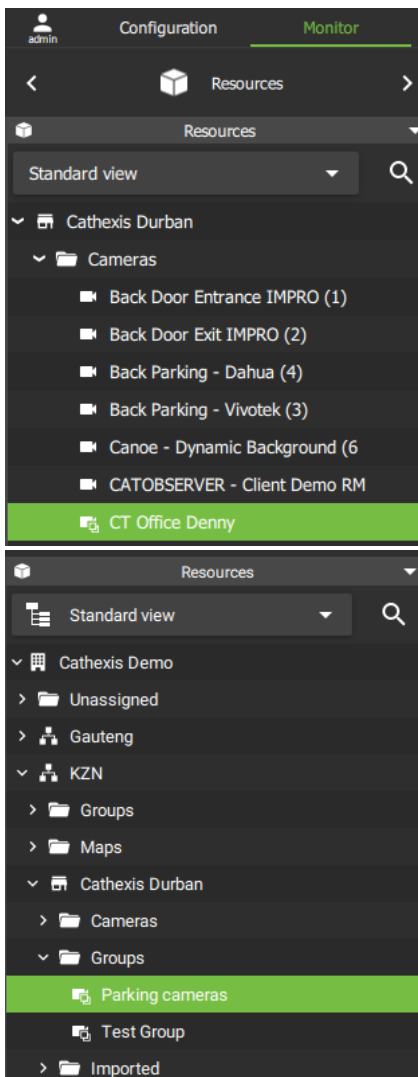 admin
Configuration
Monitor
Resources
Resources
Standard view
Cathexis Durban
Cameras
Back Door Entrance IMPRO (1)
Back Door Exit IMPRO (2)
Back Parking - Dahua (4)
Back Parking - Vivotek (3)
Canoe - Dynamic Background (6
CATOBSERVER - Client Demo RM
CT Office Denny
Resources
Standard view
Cathexis Demo
Unassigned
Gauteng
KZN
Groups
Maps
Cathexis Durban
Cameras
Groups
Parking cameras
Test Group
Imported